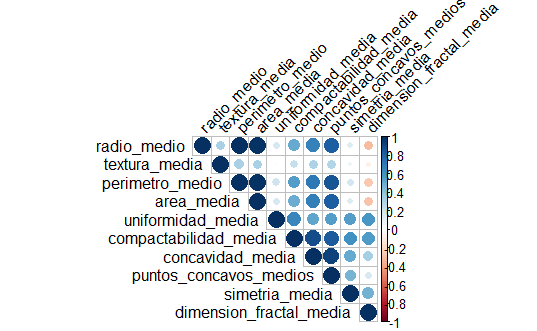 radio_medio
textura_media
perimetro_medio
area_media
uniformidad_media
compactabilidad_media
concavidad_media
puntos_concavos_medios
simetria_media
dimension_fractal_media
radio_medio
textura_media
perimetro_medio
area_media
uniformidad_media
compactabilidad_media
concavidad_media
puntos_concavos_medios
simetria_media
dimension_fractal_media
1
0.8
0.6
0.4
0.2
0
-0.2
-0.4
-0.6
-0.8
-1